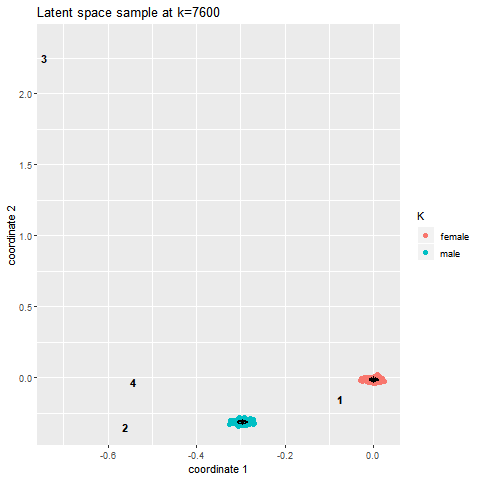 Latent space sample at k=7600
3
2.0
1.5
1.0
0.5
0.0
4
1
2
-0.6
-0.4
-0.2
0.0
coordinate 1
coordinate 2
K
female
male